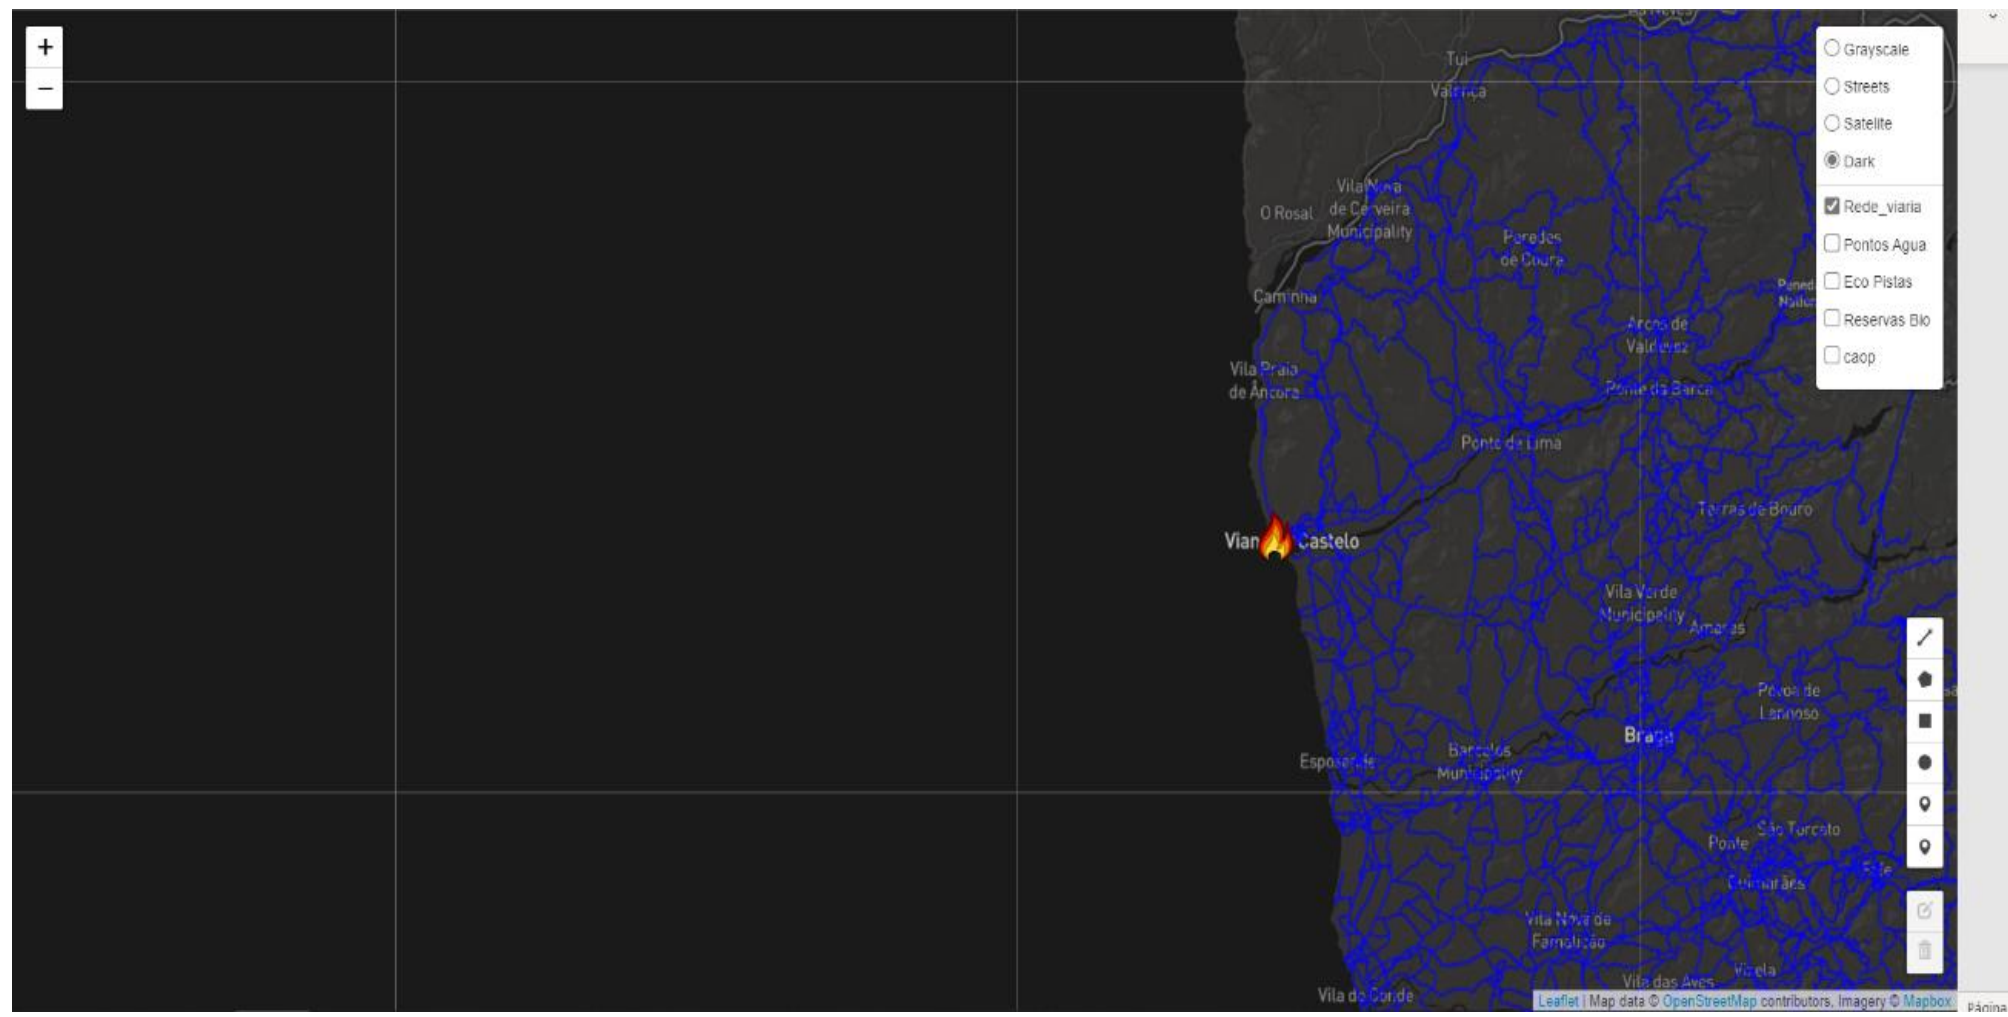 +
−
Grayscale
Streets
Satelite
Dark
Rede_viaria
Pontos Agua
Eco Pistas
Reservas Bio
caop
Tui
Valença
Vila Nova
de Cerveira
Municipality
O Rosal
Paredes
de Coura
Caminha
Arcos de
Valdevez
Vila Praia
de Âncora
Ponte da Barca
Ponte de Lima
Terras de Bouro
Castelo
Vila Verde
Municipality
Amares
Póvoa de
Lanhoso
Braga
Esposende
Barcelos
Municipality
São Torcato
Ponte
Guimarães
Vila Nova de
Famalicão
Vizela
Vila das Aves
Vila do Conde
Leaflet | Map data © OpenStreetMap contributors, Imagery © Mapbox
Página